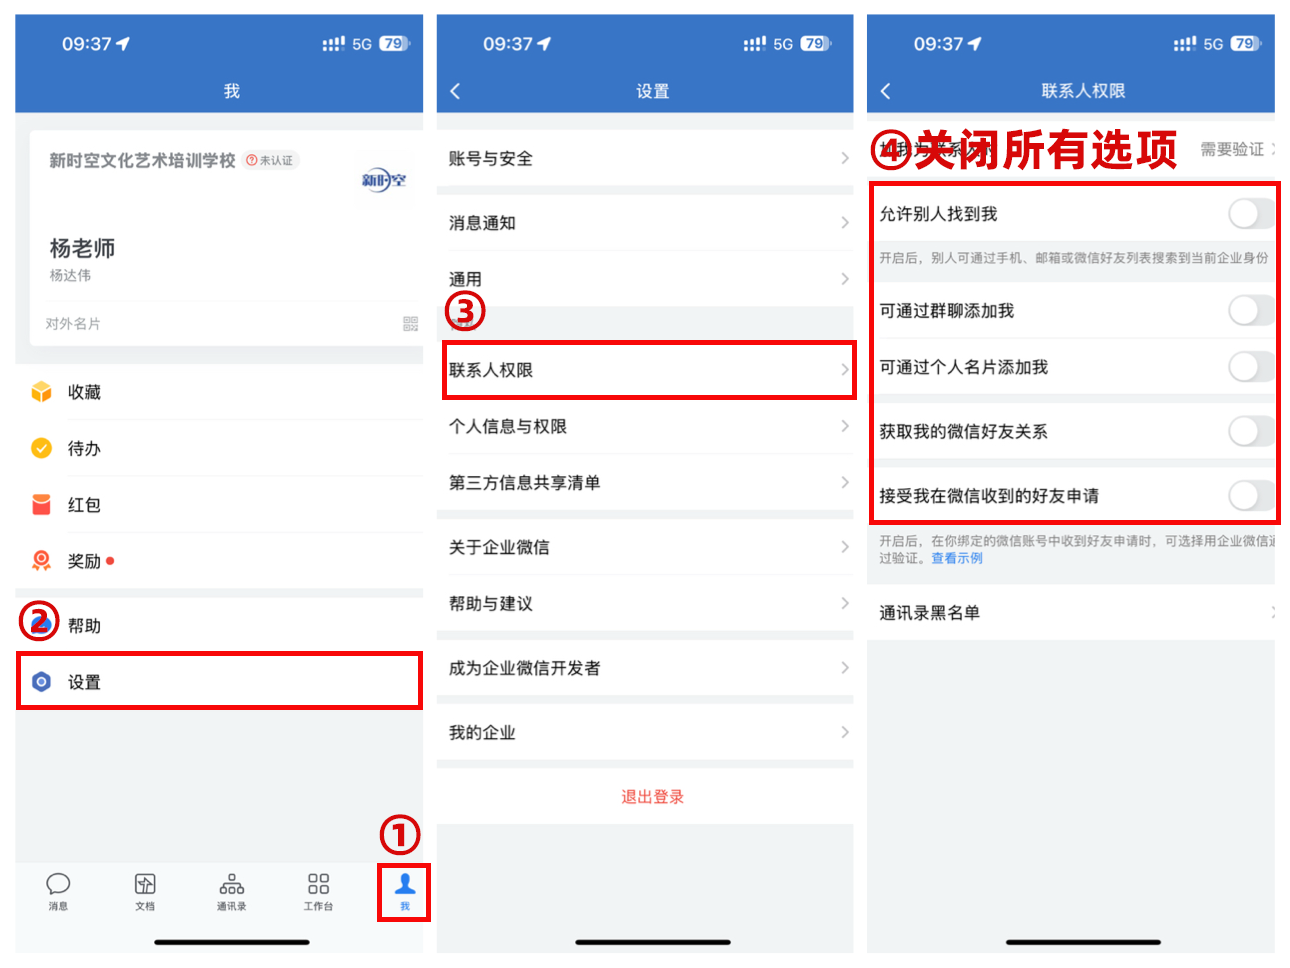 09:37
5G 79
我
新时空文化艺术培训学校
未认证
新时空
杨老师
杨达伟
对外名片
收藏
待办
红包
奖励
②
帮助
设置
①
消息
文档
通讯录
工作台
我
09:37
5G 79
设置
账号与安全
消息通知
通用
③
联系人权限
个人信息与权限
第三方信息共享清单
关于企业微信
帮助与建议
成为企业微信开发者
我的企业
退出登录
09:37
5G 79
联系人权限
④关闭所有选项
需要验证
允许别人找到我
开启后，别人可通过手机、邮箱或微信好友列表搜索到当前企业身份
可通过群聊添加我
可通过个人名片添加我
获取我的微信好友关系
接受我在微信收到的好友申请
开启后，在你绑定的微信账号中收到好友申请时，可选择用企业微信通
过验证。查看示例
通讯录黑名单